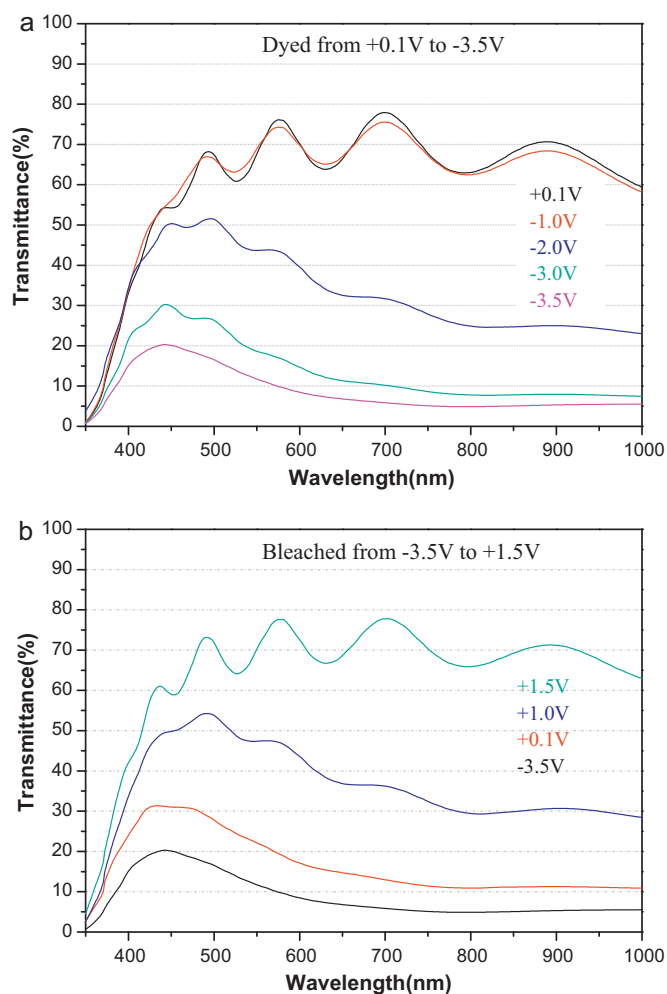 a
Dyed from +0.1V to -3.5V
Transmittance(%)
100
90
80
70
60
50
40
30
20
10
0
+0.1V
-1.0V
-2.0V
-3.0V
-3.5V
400 500 600 700 800 900 1000
Wavelength(nm)
b
Bleached from -3.5V to +1.5V
Transmittance(%)
100
90
80
70
60
50
40
30
20
10
0
+1.5V
+1.0V
+0.1V
-3.5V
400 500 600 700 800 900 1000
Wavelength(nm)